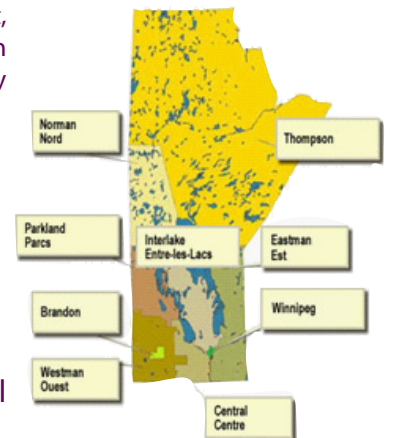 ,
n
y
Norman
Nord
Thompson
Parkland
Parcs
Interlake
Entre-les-Lacs
Eastman
Est
Brandon
Winnipeg
Westman
Ouest
l
Central
Centre